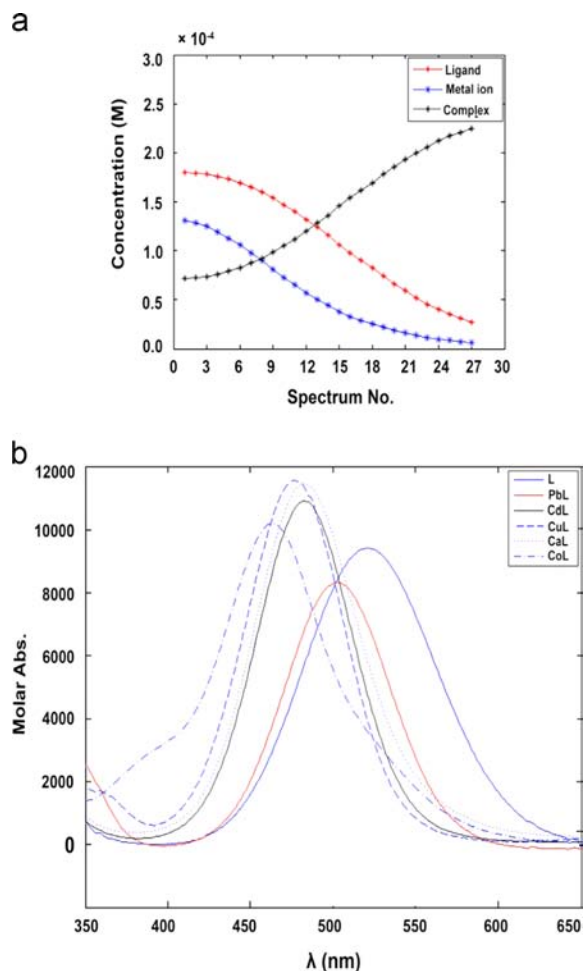 a
× 10-4
3.0
2.5
2.0
1.5
1.0
0.5
0.0
Concentration (M)
Ligand
Metal ion
Complex
0 3 6 9 12 15 18 21 24 27 30
Spectrum No.
b
12000
10000
8000
6000
4000
2000
0
Molar Abs.
L
PbL
CdL
CuL
CaL
CoL
350 400 450 500 550 600 650
λ (nm)